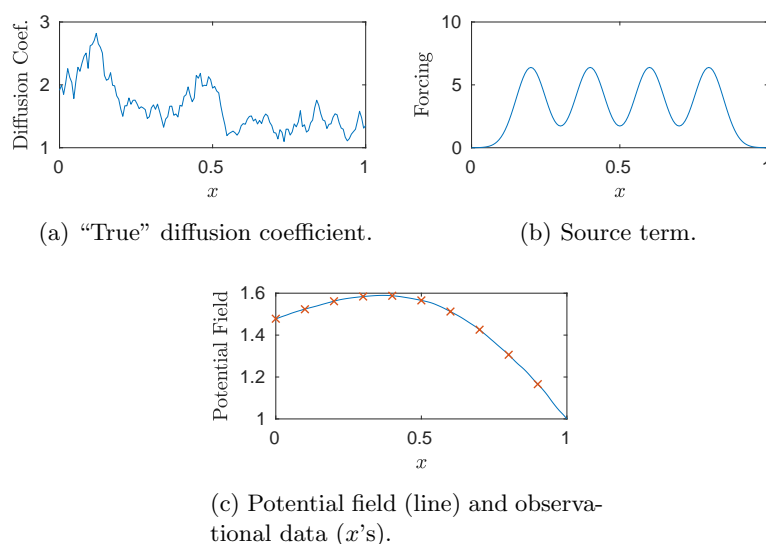 3
2
1
0
0.5
1
x
Diffusion Coef.
(a) “True” diffusion coefficient.
10
5
0
0
0.5
1
x
Forcing
(b) Source term.
1.6
1.4
1.2
1
0
0.5
1
x
Potential Field
(c) Potential field (line) and observa-
tional data (x’s).